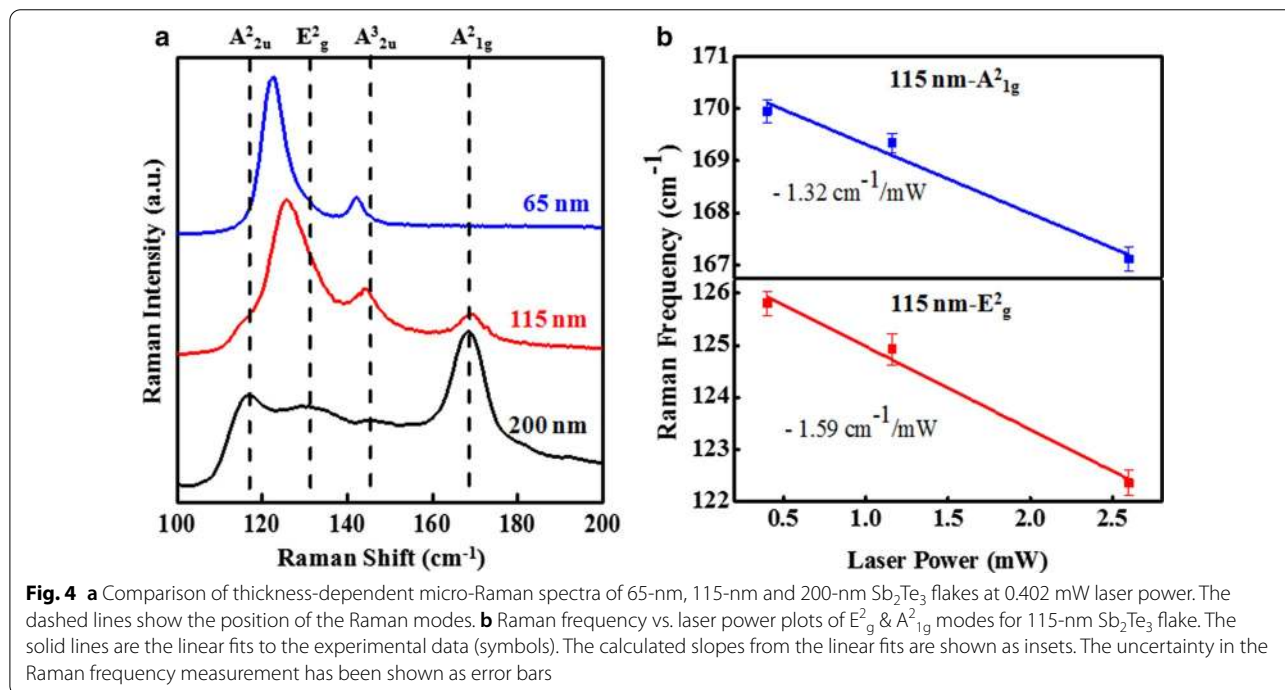 a
A²₂ᵤ E²g A³₂ᵤ A²₁g
65 nm
115 nm
200 nm
Raman Intensity (a.u.)
100 120 140 160 180 200
Raman Shift (cm⁻¹)
b
171
170
169
168
167
126
125
124
123
122
115 nm-A²₁g
- 1.32 cm⁻¹/mW
115 nm-E²g
- 1.59 cm⁻¹/mW
Raman Frequency (cm⁻¹)
0.5 1.0 1.5 2.0 2.5
Laser Power (mW)
Fig. 4 a Comparison of thickness-dependent micro-Raman spectra of 65-nm, 115-nm and 200-nm Sb₂Te₃ flakes at 0.402 mW laser power. The
dashed lines show the position of the Raman modes. b Raman frequency vs. laser power plots of E²g & A²₁g modes for 115-nm Sb₂Te₃ flake. The
solid lines are the linear fits to the experimental data (symbols). The calculated slopes from the linear fits are shown as insets. The uncertainty in the
Raman frequency measurement has been shown as error bars